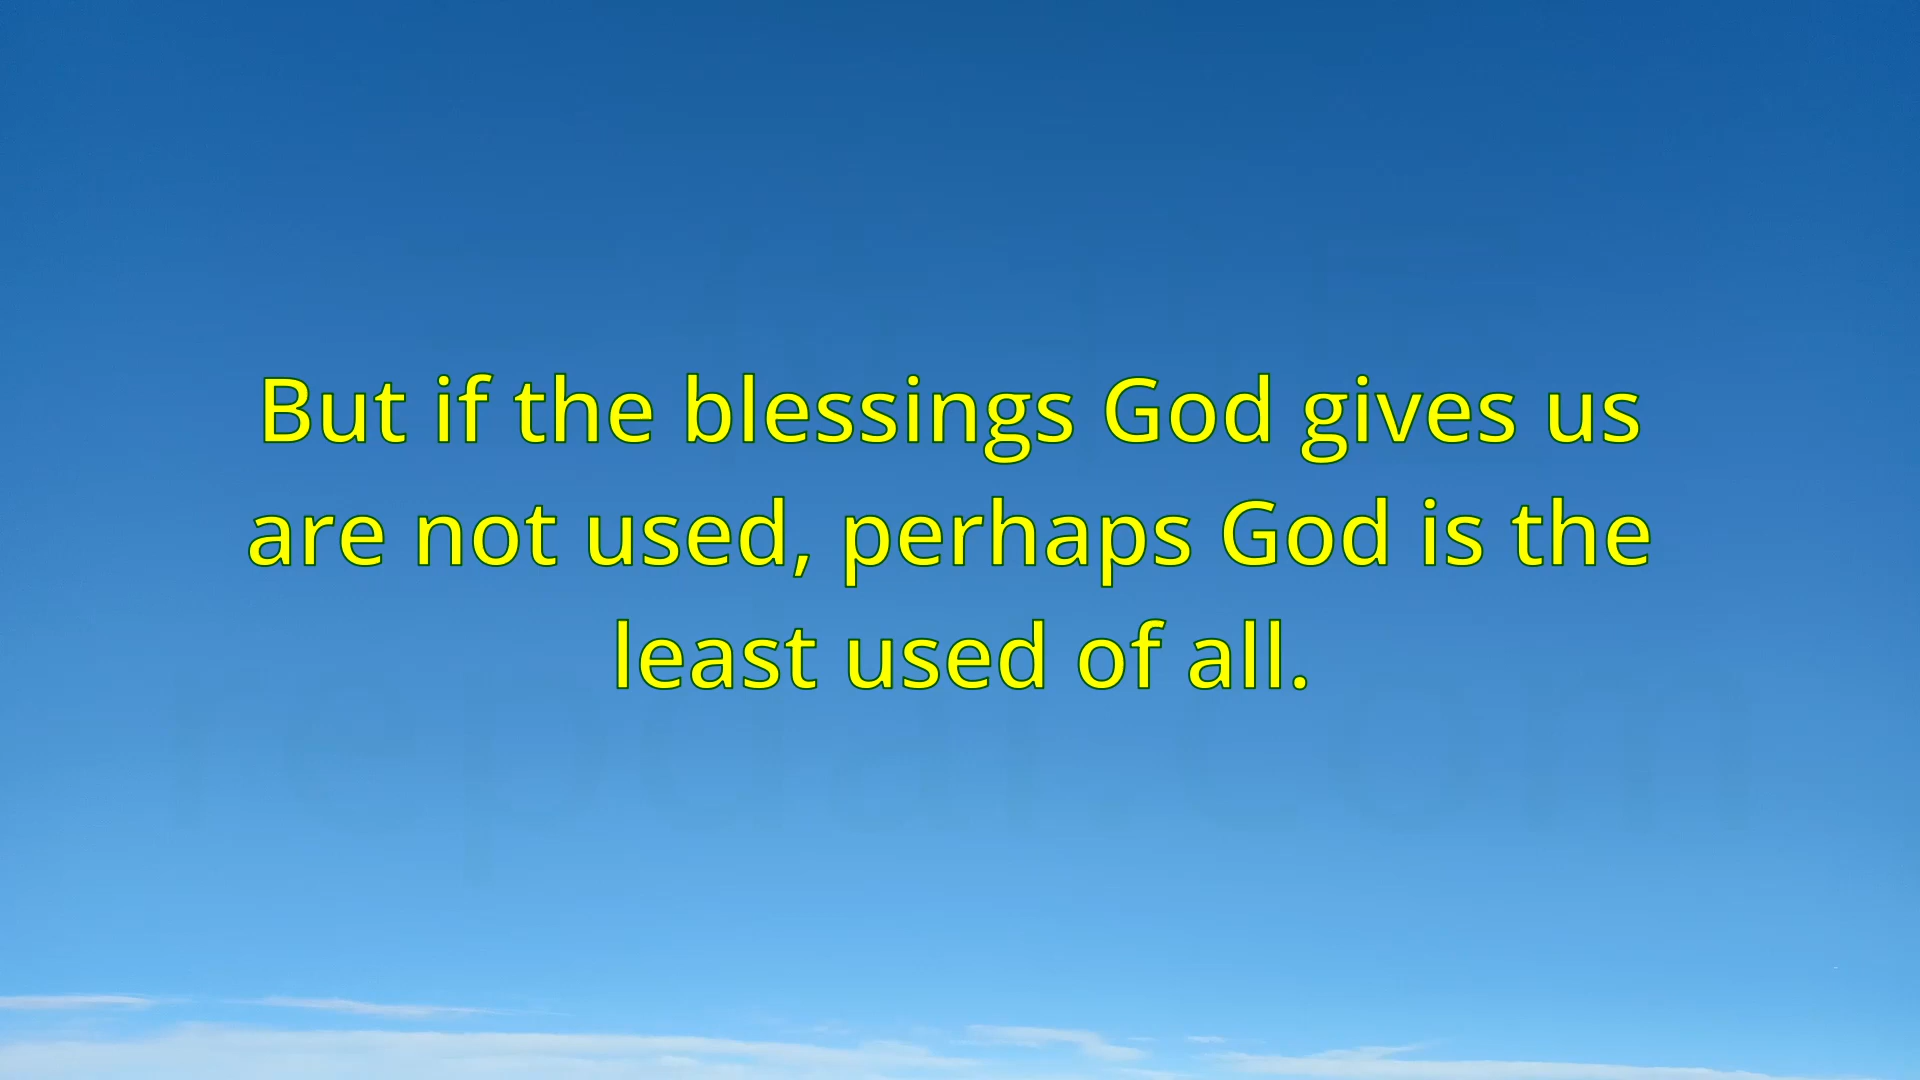 But if the blessings God gives us
are not used, perhaps God is the
least used of all.